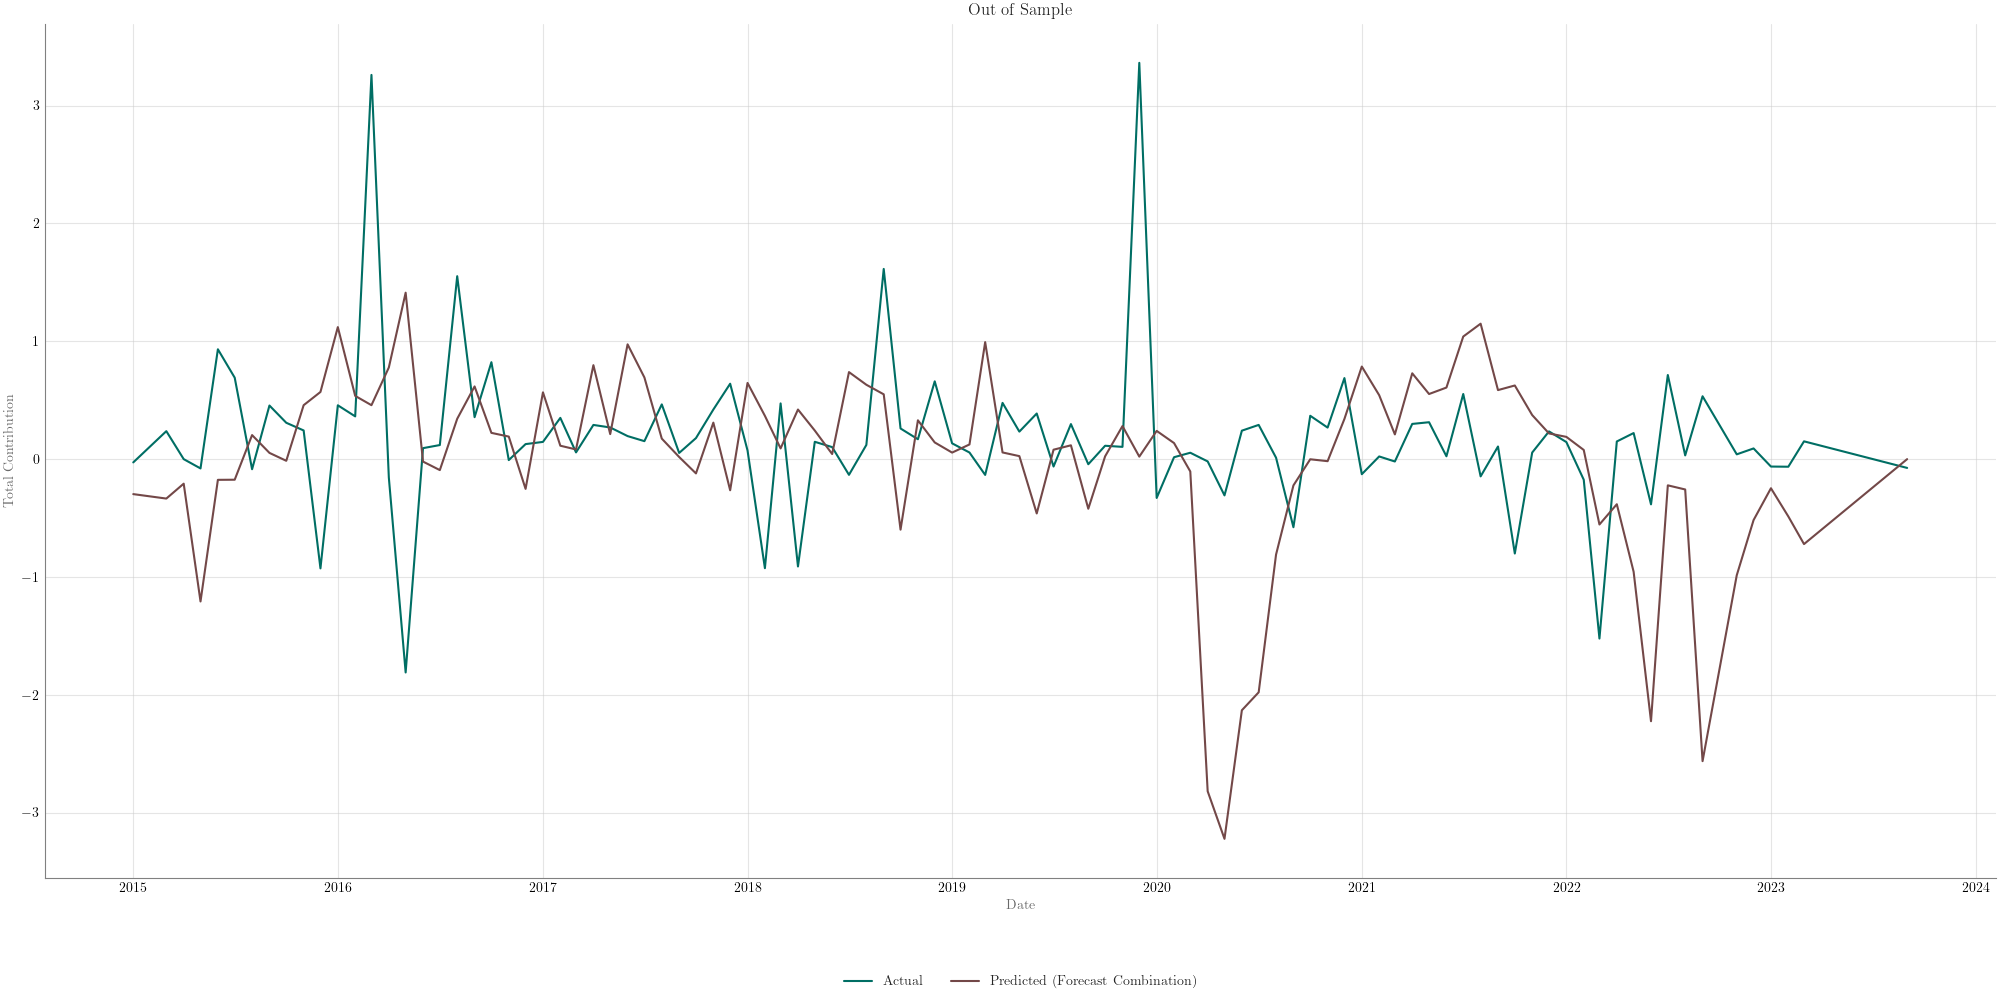 Out of Sample
Total Contribution
3
2
1
0
−1
−2
−3
2015 2016 2017 2018 2019 2020 2021 2022 2023 2024
Date
Actual Predicted (Forecast Combination)